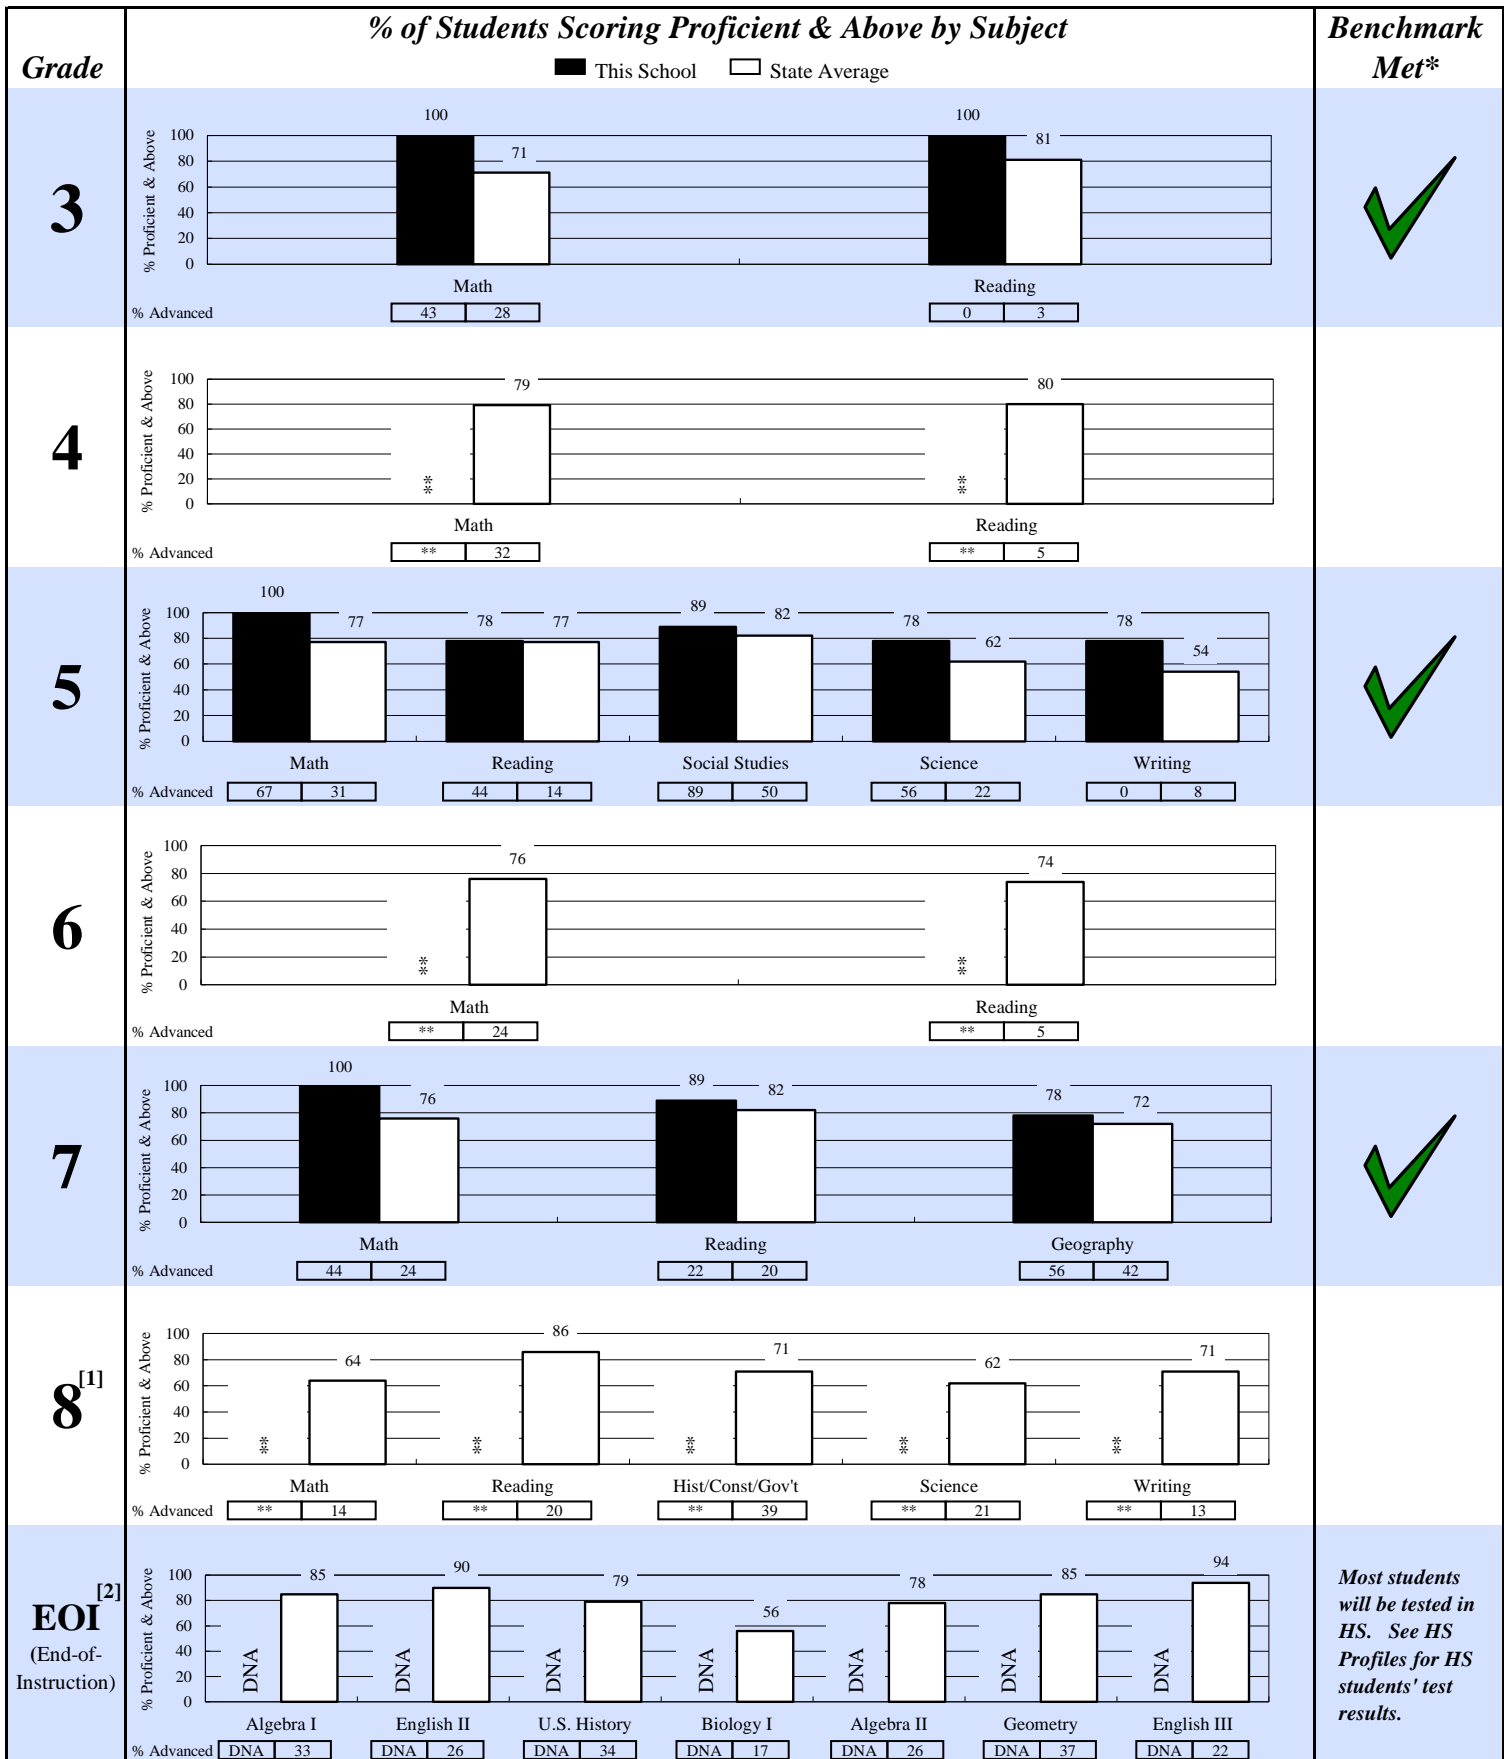 % of Students Scoring Proficient & Above by Subject
Benchmark
Met*
Grade
This School State Average
3
% Proficient & Above
100
80
60
40
20
0
100 71
100 81
Math Reading
% Advanced 43 28 0 3
4
% Proficient & Above
100
80
60
40
20
0
** 79
** 80
Math Reading
% Advanced ** 32 ** 5
5
% Proficient & Above
100
80
60
40
20
0
100 77
78 77
89 82
78 62
78 54
Math Reading Social Studies Science Writing
% Advanced 67 31 44 14 89 50 56 22 0 8
6
% Proficient & Above
100
80
60
40
20
0
** 76
** 74
Math Reading
% Advanced ** 24 ** 5
7
% Proficient & Above
100
80
60
40
20
0
100 76
89 82
78 72
Math Reading Geography
% Advanced 44 24 22 20 56 42
8[1]
% Proficient & Above
100
80
60
40
20
0
** 64
** 86
** 71
** 62
** 71
Math Reading Hist/Const/Gov't Science Writing
% Advanced ** 14 ** 20 ** 39 ** 21 ** 13
EOI[2]
(End-of-
Instruction)
% Proficient & Above
100
80
60
40
20
0
DNA 85
DNA 90
DNA 79
DNA 56
DNA 78
DNA 85
DNA 94
Algebra I English II U.S. History Biology I Algebra II Geometry English III
% Advanced DNA 33 DNA 26 DNA 34 DNA 17 DNA 26 DNA 37 DNA 22
Most students
will be tested in
HS. See HS
Profiles for HS
students' test
results.